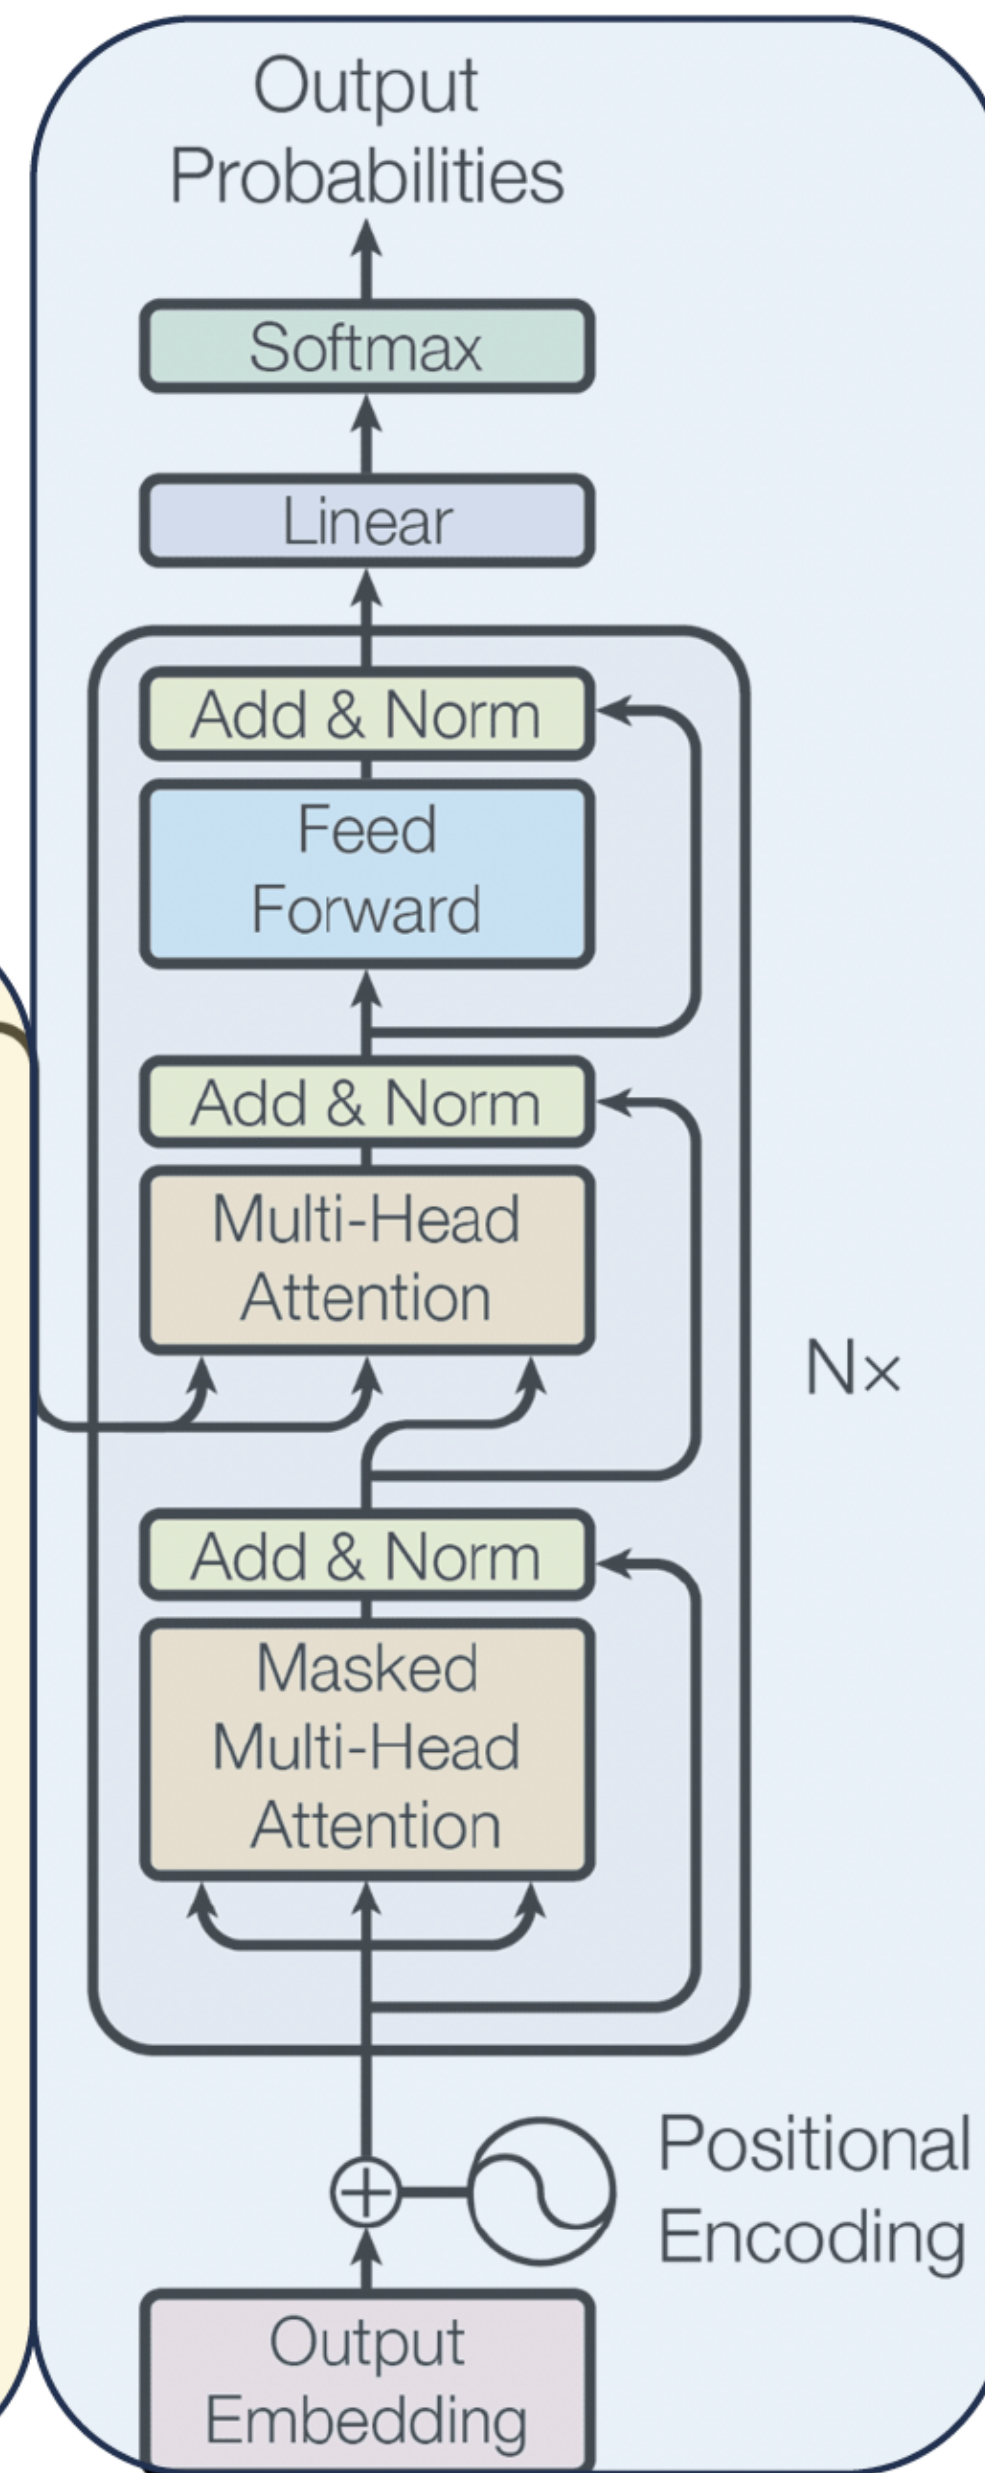 Output
Probabilities
Softmax
Linear
Add & Norm
Feed
Forward
Add & Norm
Multi-Head
Attention
N×
Add & Norm
Masked
Multi-Head
Attention
Positional
Encoding
Output
Embedding